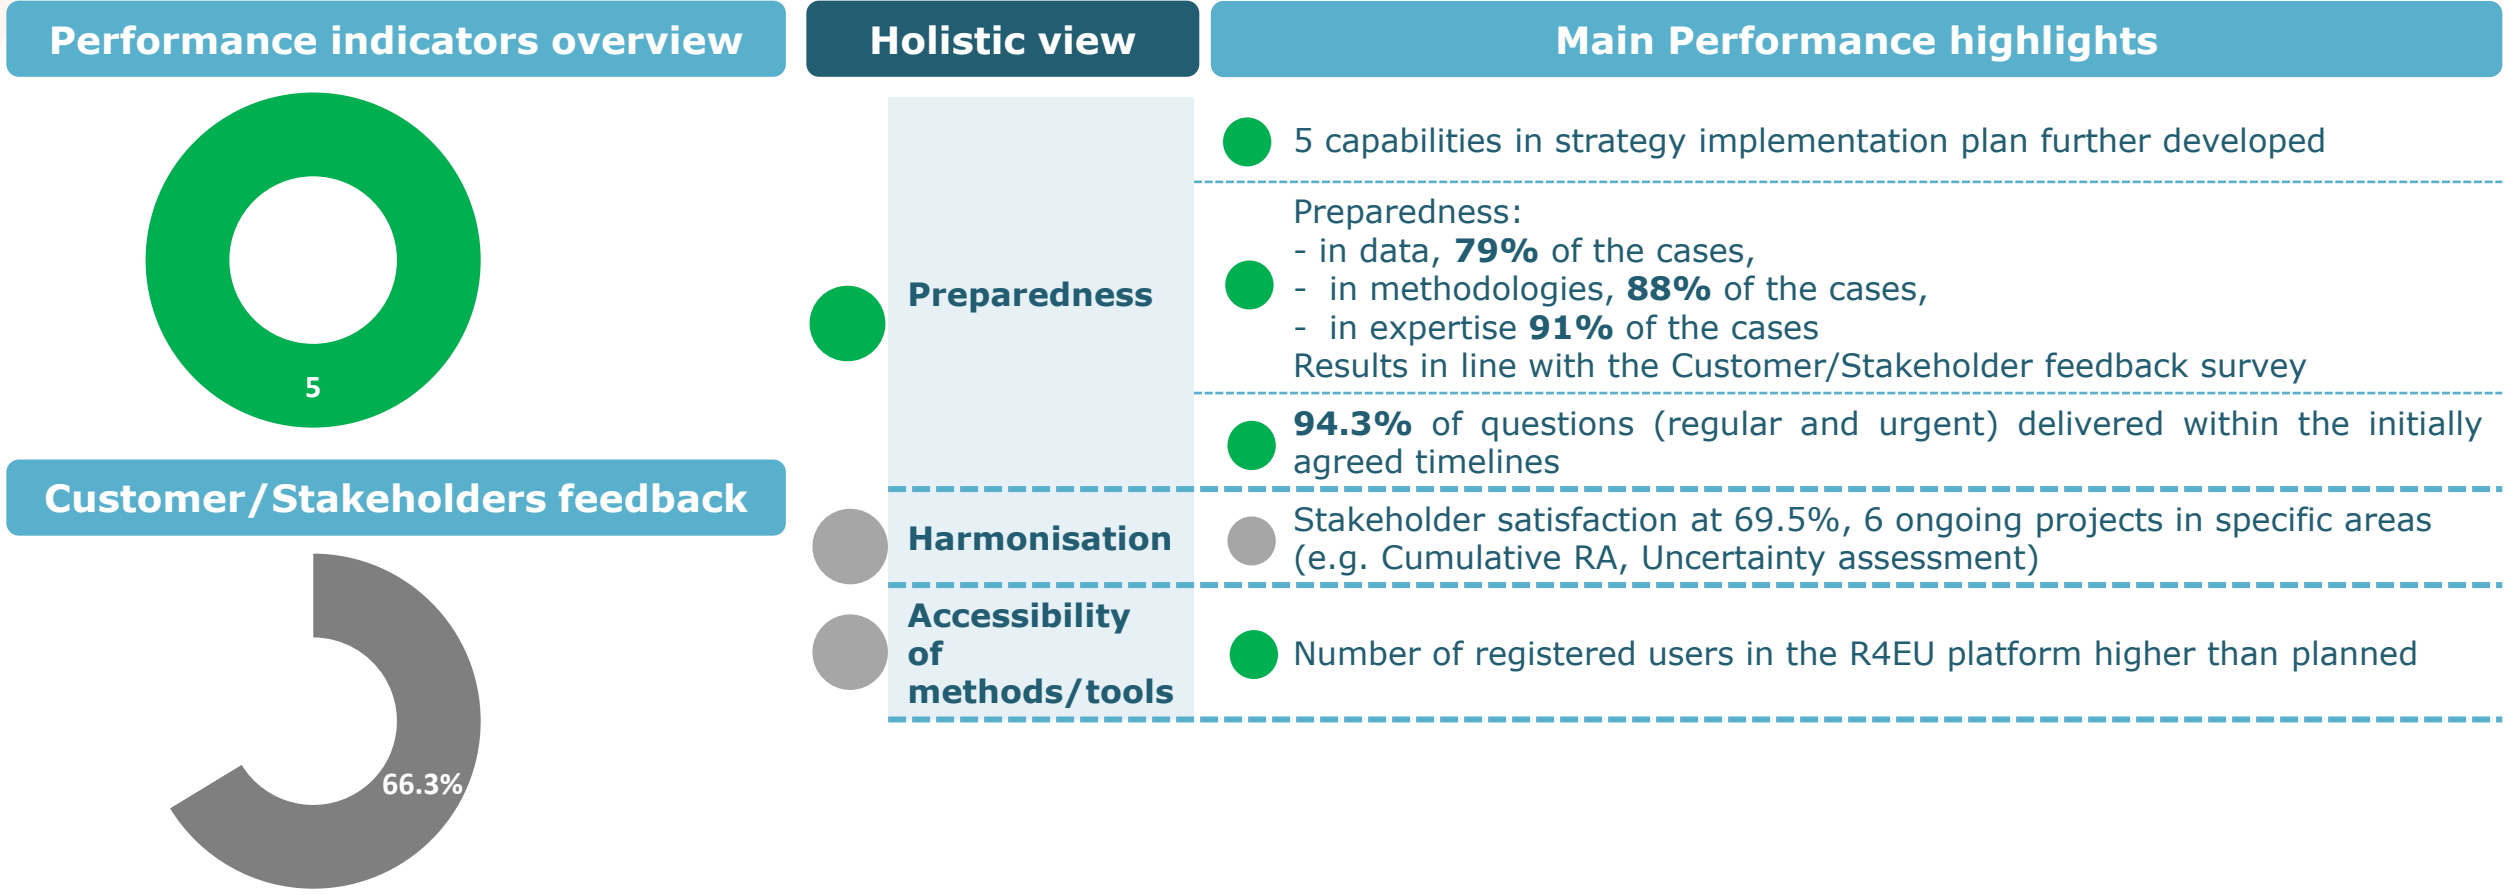 Performance indicators overview
5
Customer/Stakeholders feedback
66.3%
Holistic view
Main Performance highlights
Preparedness
5 capabilities in strategy implementation plan further developed
Preparedness:
- in data, 79% of the cases,
- in methodologies, 88% of the cases,
- in expertise 91% of the cases
Results in line with the Customer/Stakeholder feedback survey
94.3% of questions (regular and urgent) delivered within the initially
agreed timelines
Harmonisation
Stakeholder satisfaction at 69.5%, 6 ongoing projects in specific areas
(e.g. Cumulative RA, Uncertainty assessment)
Accessibility
of
methods/tools
Number of registered users in the R4EU platform higher than planned